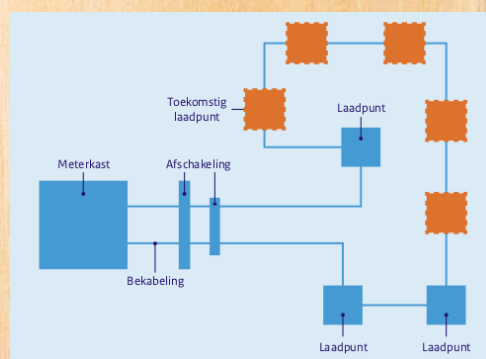 Toekomstig
laadpunt
Laadpunt
Meterkast
Afschakeling
Bekabeling
Laadpunt
Laadpunt